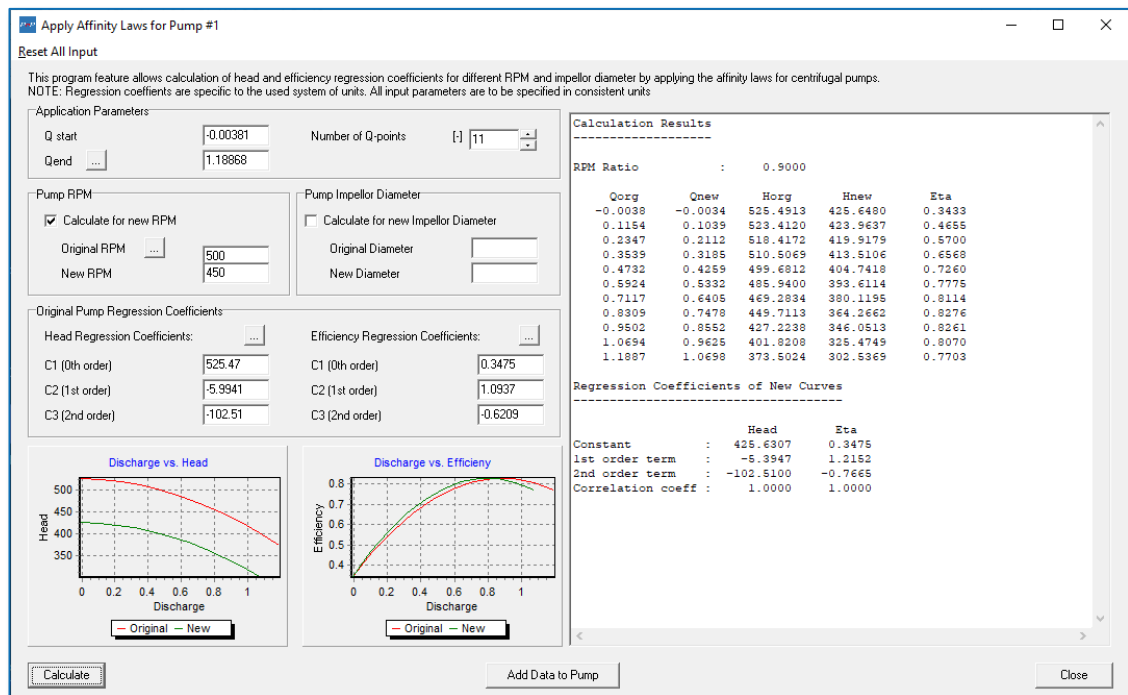 Apply Affinity Laws for Pump #1
Reset All Input
This program feature allows calculation of head and efficiency regression coefficients for different RPM and impellor diameter by applying the affinity laws for centrifugal pumps.
NOTE: Regression coeffients are specific to the used system of units. All input parameters are to be specified in consistent units
Application Parameters
Q start -0.00381 Number of Q-points [-] 11
Qend ... 1.18868
Pump RPM
Calculate for new RPM
Original RPM ... 500
New RPM 450
Pump Impellor Diameter
Calculate for new Impellor Diameter
Original Diameter
New Diameter
Original Pump Regression Coefficients
Head Regression Coefficients: ... Efficiency Regression Coefficients: ...
C1 (0th order) 525.47 C1 (0th order) 0.3475
C2 (1st order) -5.9941 C2 (1st order) 1.0937
C3 (2nd order) -102.51 C3 (2nd order) -0.6209
Discharge vs. Head
Head
500
450
400
350
0 0.2 0.4 0.6 0.8 1
Discharge
Original New
Discharge vs. Efficieny
Efficiency
0.8
0.7
0.6
0.5
0.4
0 0.2 0.4 0.6 0.8 1
Discharge
Original New
Calculation Results
-------------------
RPM Ratio : 0.9000
Qorg Qnew Horg Hnew Eta
-0.0038 -0.0034 525.4913 425.6480 0.3433
0.1154 0.1039 523.4120 423.9637 0.4655
0.2347 0.2112 518.4172 419.9179 0.5700
0.3539 0.3185 510.5069 413.5106 0.6568
0.4732 0.4259 499.6812 404.7418 0.7260
0.5924 0.5332 485.9400 393.6114 0.7775
0.7117 0.6405 469.2834 380.1195 0.8114
0.8309 0.7478 449.7113 364.2662 0.8276
0.9502 0.8552 427.2238 346.0513 0.8261
1.0694 0.9625 401.8208 325.4749 0.8070
1.1887 1.0698 373.5024 302.5369 0.7703
Regression Coefficients of New Curves
-------------------------------------
Head Eta
Constant : 425.6307 0.3475
1st order term : -5.3947 1.2152
2nd order term : -102.5100 -0.7665
Correlation coeff : 1.0000 1.0000
Calculate
Add Data to Pump
Close